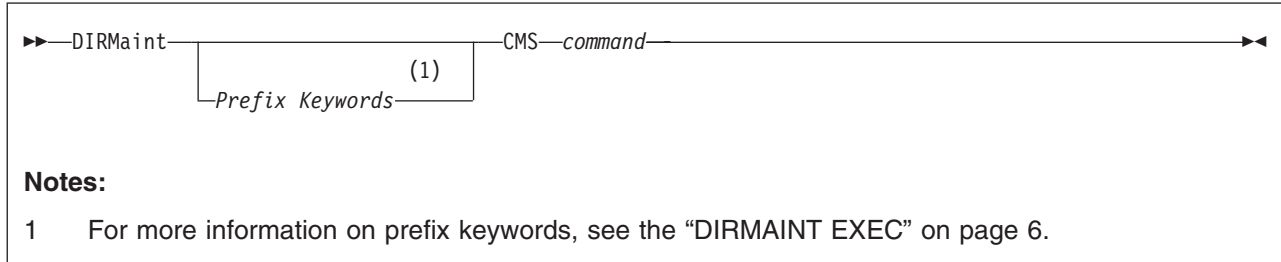 ►►—DIRMaint—CMS—command—►◄
(1)
Prefix Keywords
Notes:
1 For more information on prefix keywords, see the “DIRMAINT EXEC” on page 6.